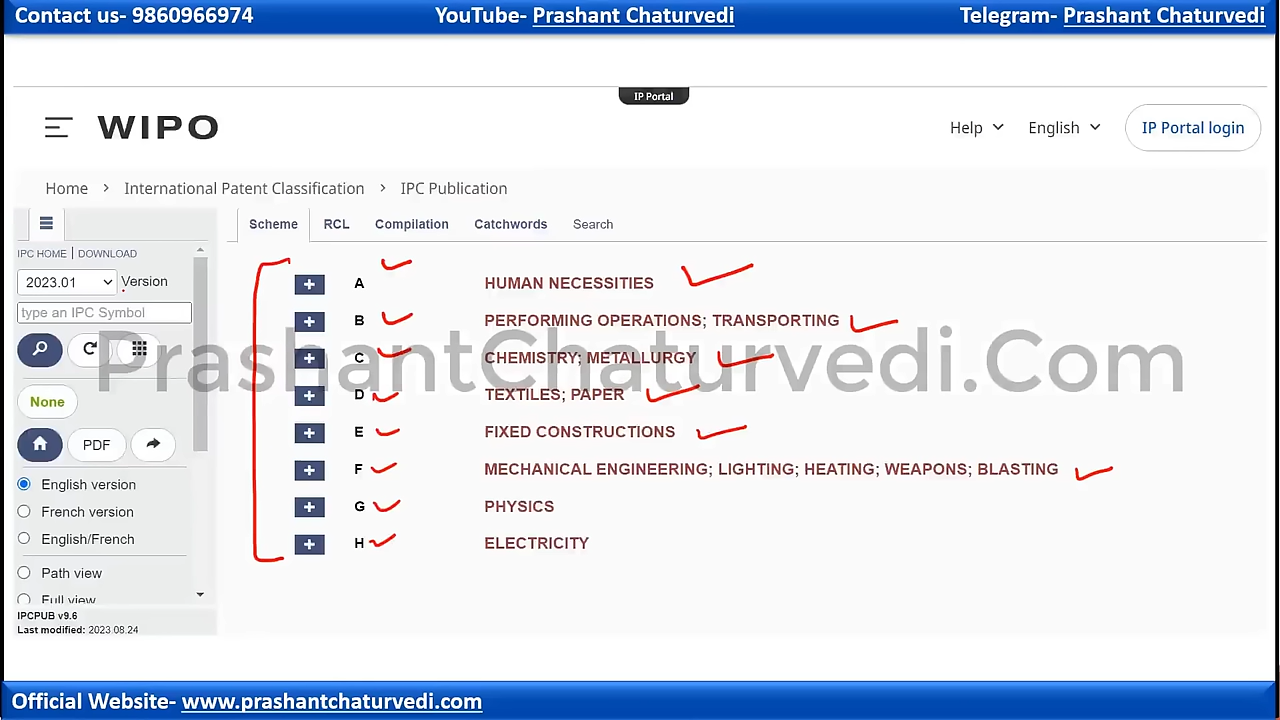 Contact us- 9860966974 YouTube- Prashant Chaturvedi Telegram- Prashant Chaturvedi
IP Portal
WIPO Help English IP Portal login
Home > International Patent Classification > IPC Publication
Scheme RCL Compilation Catchwords Search
IPC HOME | DOWNLOAD
2023.01 Version
type an IPC Symbol
None
PDF
English version
French version
English/French
Path view
Full view
IPCPUB v9.6
Last modified: 2023.08.24
A HUMAN NECESSITIES
B PERFORMING OPERATIONS; TRANSPORTING
C CHEMISTRY; METALLURGY
D TEXTILES; PAPER
E FIXED CONSTRUCTIONS
F MECHANICAL ENGINEERING; LIGHTING; HEATING; WEAPONS; BLASTING
G PHYSICS
H ELECTRICITY
PrashantChaturvedi.Com
Official Website- www.prashantchaturvedi.com